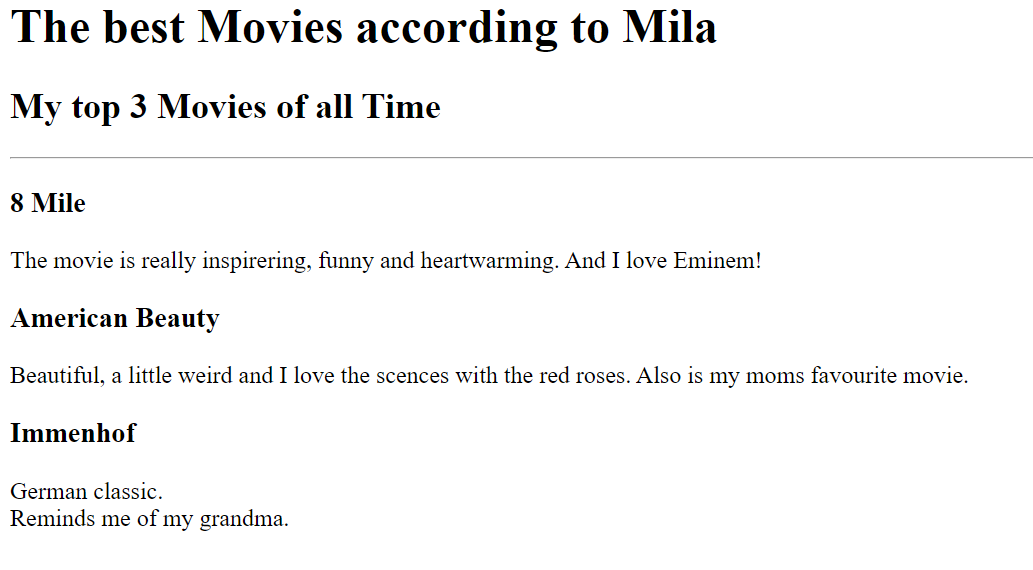 The best Movies according to Mila
My top 3 Movies of all Time
8 Mile
The movie is really inspirering, funny and heartwarming. And I love Eminem!
American Beauty
Beautiful, a little weird and I love the scences with the red roses. Also is my moms favourite movie.
Immenhof
German classic.
Reminds me of my grandma.